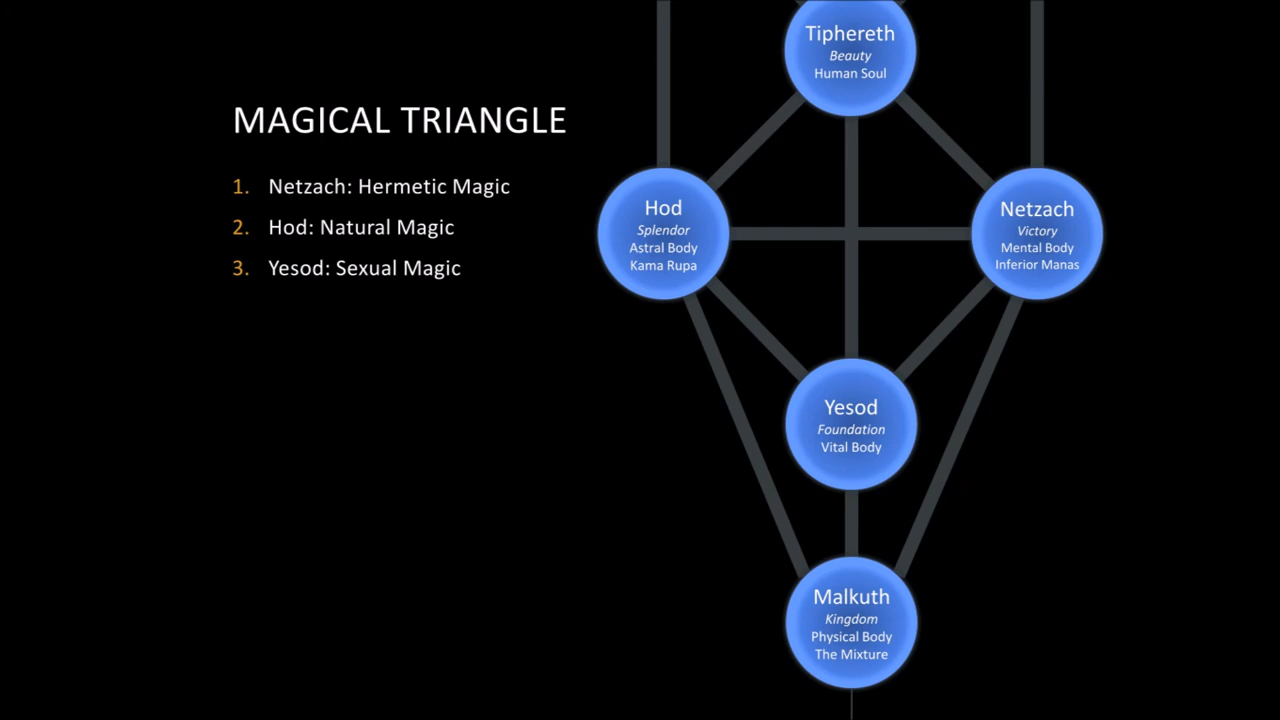 MAGICAL TRIANGLE
1. Netzach: Hermetic Magic
2. Hod: Natural Magic
3. Yesod: Sexual Magic
Tiphereth
Beauty
Human Soul
Hod
Splendor
Astral Body
Kama Rupa
Netzach
Victory
Mental Body
Inferior Manas
Yesod
Foundation
Vital Body
Malkuth
Kingdom
Physical Body
The Mixture